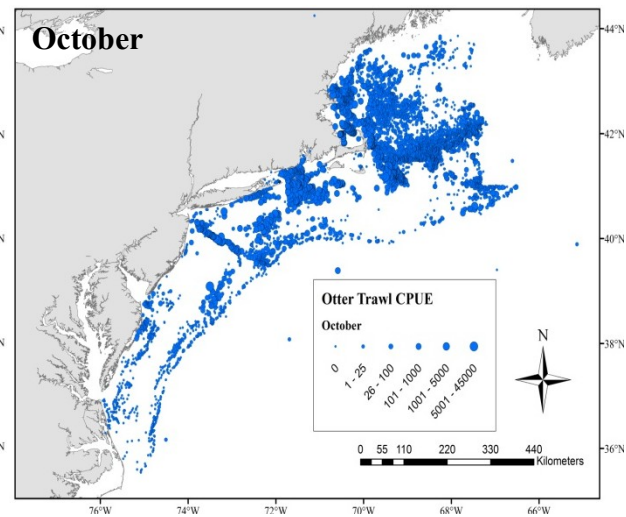 October
44°N
42°N
40°N
38°N
36°N
Otter Trawl CPUE
October
0
1 - 25
26 - 100
101 - 1000
1001 - 5000
5001 - 45000
N
0 55 110 220 330 440
Kilometers
76°W 74°W 72°W 70°W 68°W 66°W